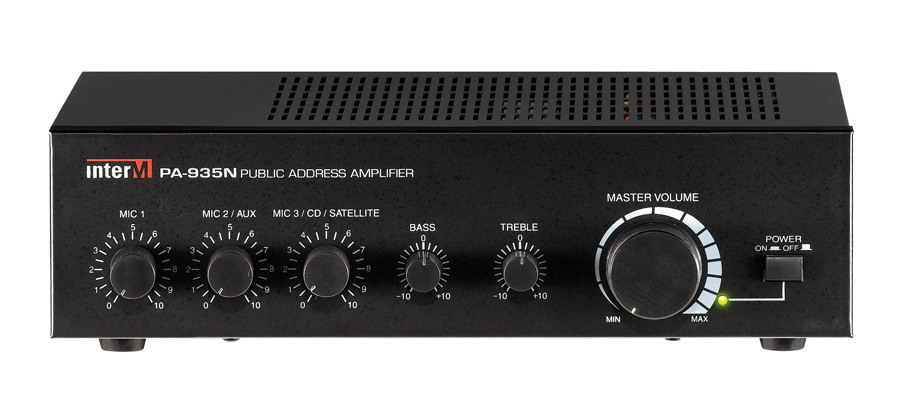 interM PA-935N PUBLIC ADDRESS AMPLIFIER
MASTER VOLUME
MIC 1 MIC 2 / AUX MIC 3 / CD / SATELLITE
0 1 2 3 4 5 6 7 8 9 10
0 1 2 3 4 5 6 7 8 9 10
0 1 2 3 4 5 6 7 8 9 10
BASS
0
-10 +10
TREBLE
0
-10 +10
MIN MAX
POWER
ON OFF